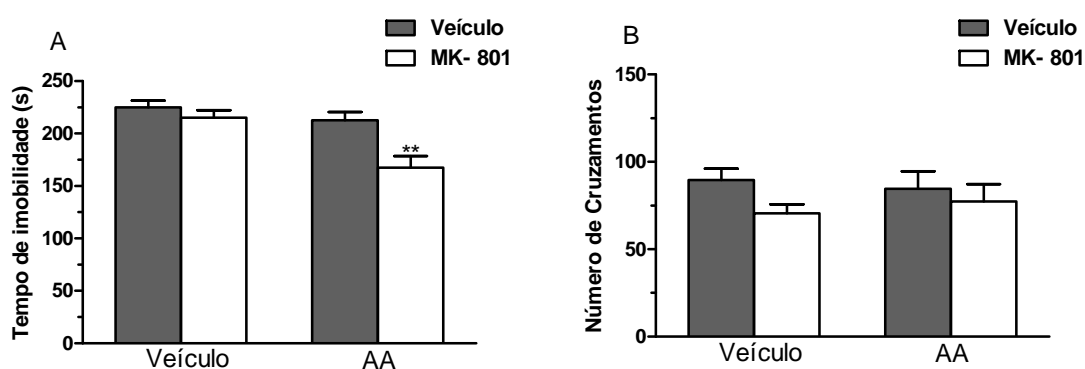 A
Veículo
MK- 801
Tempo de imobilidade (s)
250
200
150
100
50
0
**
Veículo
AA
B
Veículo
MK- 801
Número de Cruzamentos
150
100
50
0
Veículo
AA